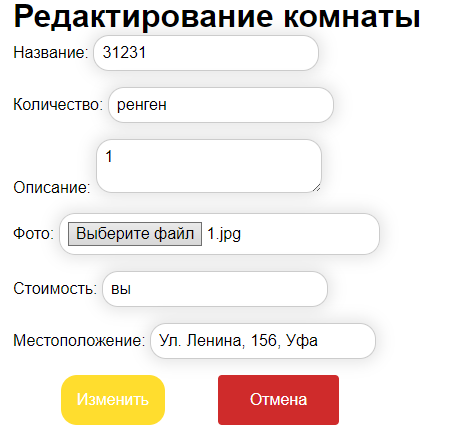 Редактирование комнаты
Название: 31231
Количество: ренген
Описание: 1
Фото: Выберите файл 1.jpg
Стоимость: вы
Местоположение: Ул. Ленина, 156, Уфа
Изменить Отмена